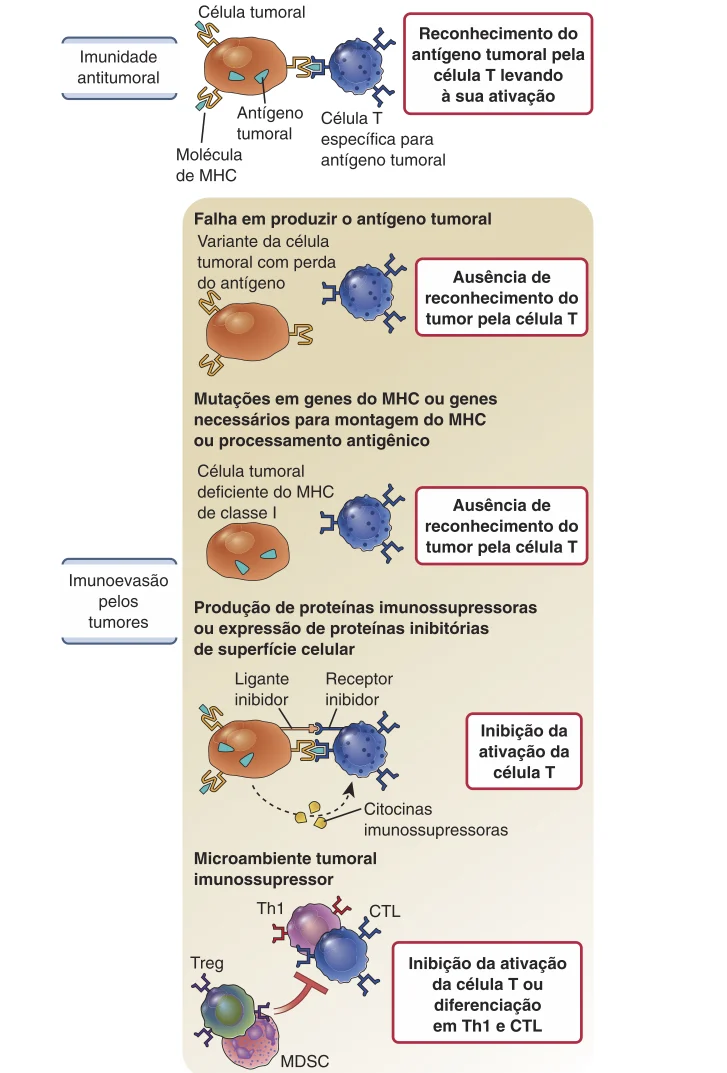 Célula tumoral
Imunidade
antitumoral
Reconhecimento do
antígeno tumoral pela
célula T levando
à sua ativação
Antígeno
tumoral
Célula T
específica para
antígeno tumoral
Molécula
de MHC
Falha em produzir o antígeno tumoral
Variante da célula
tumoral com perda
do antígeno
Ausência de
reconhecimento do
tumor pela célula T
Mutações em genes do MHC ou genes
necessários para montagem do MHC
ou processamento antigênico
Célula tumoral
deficiente do MHC
de classe I
Ausência de
reconhecimento do
tumor pela célula T
Imunoevasão
pelos
tumores
Produção de proteínas imunossupressoras
ou expressão de proteínas inibitórias
de superfície celular
Ligante
inibidor
Receptor
inibidor
Inibição da
ativação da
célula T
Citocinas
imunossupressoras
Microambiente tumoral
imunossupressor
Th1
CTL
Treg
MDSC
Inibição da ativação
da célula T ou
diferenciação
em Th1 e CTL